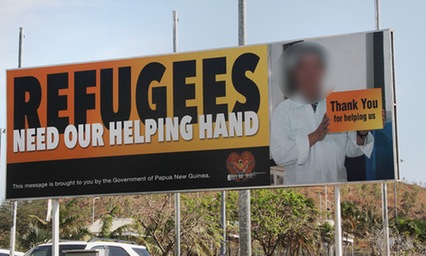 REFUGEES
NEED OUR HELPING HAND
Thank You
for helping us
This message is brought to you by the Government of Papua New Guinea.